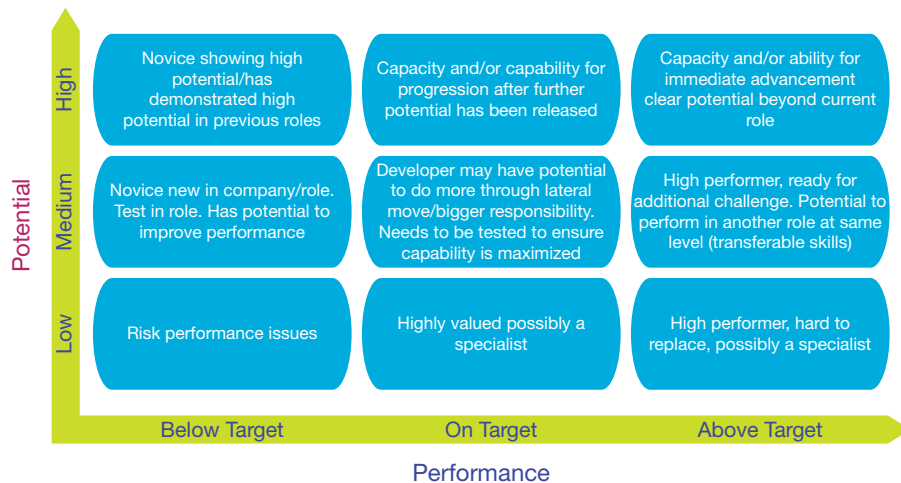 Potential
High
Novice showing high
potential/has
demonstrated high
potential in previous roles
Capacity and/or capability for
progression after further
potential has been released
Capacity and/or ability for
immediate advancement
clear potential beyond current
role
Medium
Novice new in company/role.
Test in role. Has potential to
improve performance
Developer may have potential
to do more through lateral
move/bigger responsibility.
Needs to be tested to ensure
capability is maximized
High performer, ready for
additional challenge. Potential to
perform in another role at same
level (transferable skills)
Low
Risk performance issues
Highly valued possibly a
specialist
High performer, hard to
replace, possibly a specialist
Below Target
On Target
Above Target
Performance